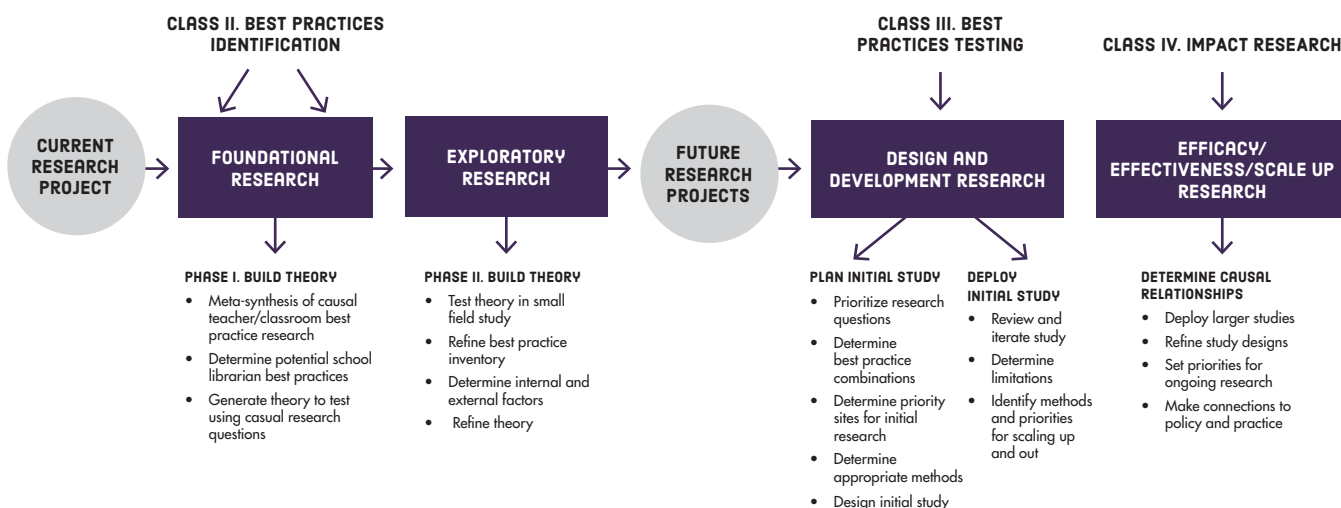 CLASS II. BEST PRACTICES
IDENTIFICATION
CLASS III. BEST
PRACTICES TESTING
CLASS IV. IMPACT RESEARCH
CURRENT
RESEARCH
PROJECT
FOUNDATIONAL
RESEARCH
EXPLORATORY
RESEARCH
FUTURE
RESEARCH
PROJECTS
DESIGN AND
DEVELOPMENT RESEARCH
EFFICACY/
EFFECTIVENESS/SCALE UP
RESEARCH
PHASE I. BUILD THEORY
• Meta-synthesis of causal
teacher/classroom best
practice research
• Determine potential school
librarian best practices
• Generate theory to test
using casual research
questions
PHASE II. BUILD THEORY
• Test theory in small
field study
• Refine best practice
inventory
• Determine internal and
external factors
• Refine theory
PLAN INITIAL STUDY
• Prioritize research
questions
• Determine
best practice
combinations
• Determine priority
sites for initial
research
• Determine
appropriate methods
• Design initial study
DEPLOY
INITIAL STUDY
• Review and
iterate study
• Determine
limitations
• Identify methods
and priorities
for scaling up
and out
DETERMINE CAUSAL
RELATIONSHIPS
• Deploy larger studies
• Refine study designs
• Set priorities for
ongoing research
• Make connections to
policy and practice